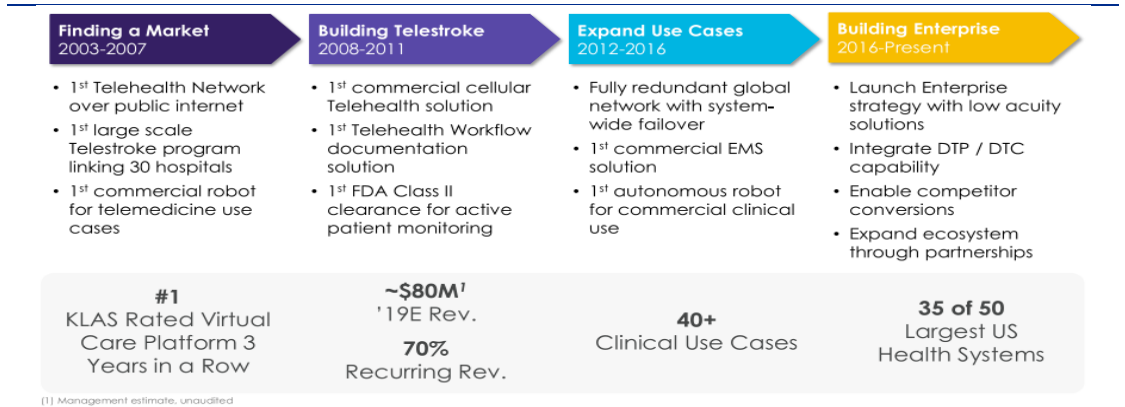 Finding a Market
2003-2007
• 1st Telehealth Network
over public internet
• 1st large scale
Telestroke program
linking 30 hospitals
• 1st commercial robot
for telemedicine use
cases
Building Telestroke
2008-2011
• 1st commercial cellular
Telehealth solution
• 1st Telehealth Workflow
documentation
solution
• 1st FDA Class II
clearance for active
patient monitoring
Expand Use Cases
2012-2016
• Fully redundant global
network with system-
wide failover
• 1st commercial EMS
solution
• 1st autonomous robot
for commercial clinical
use
Building Enterprise
2016-Present
• Launch Enterprise
strategy with low acuity
solutions
• Integrate DTP / DTC
capability
• Enable competitor
conversions
• Expand ecosystem
through partnerships
#1
KLAS Rated Virtual
Care Platform 3
Years in a Row
~$80M1
'19E Rev.
70%
Recurring Rev.
40+
Clinical Use Cases
35 of 50
Largest US
Health Systems
(1) Management estimate, unaudited